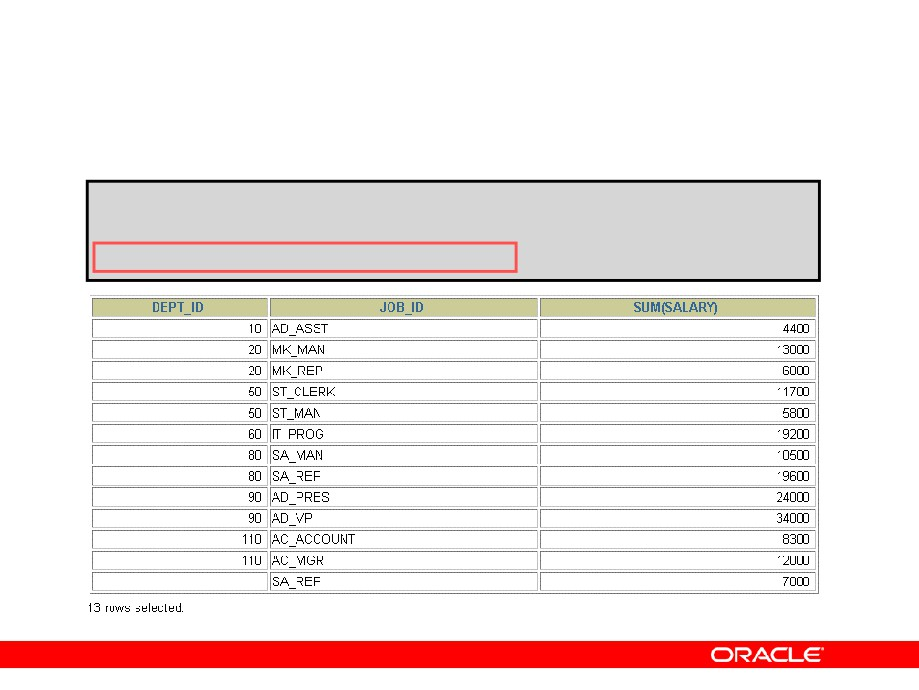 DEPT_ID JOB_ID SUM(SALARY)
10 AD_ASST 4400
20 MK_MAN 13000
20 MK_REP 6000
50 ST_CLERK 11700
50 ST_MAN 5800
60 IT_PROG 19200
80 SA_MAN 10500
80 SA_REP 19600
90 AD_PRES 24000
90 AD_VP 34000
110 AC_ACCOUNT 8300
110 AC_MGR 12000
SA_REP 7000
13 rows selected.
ORACLE